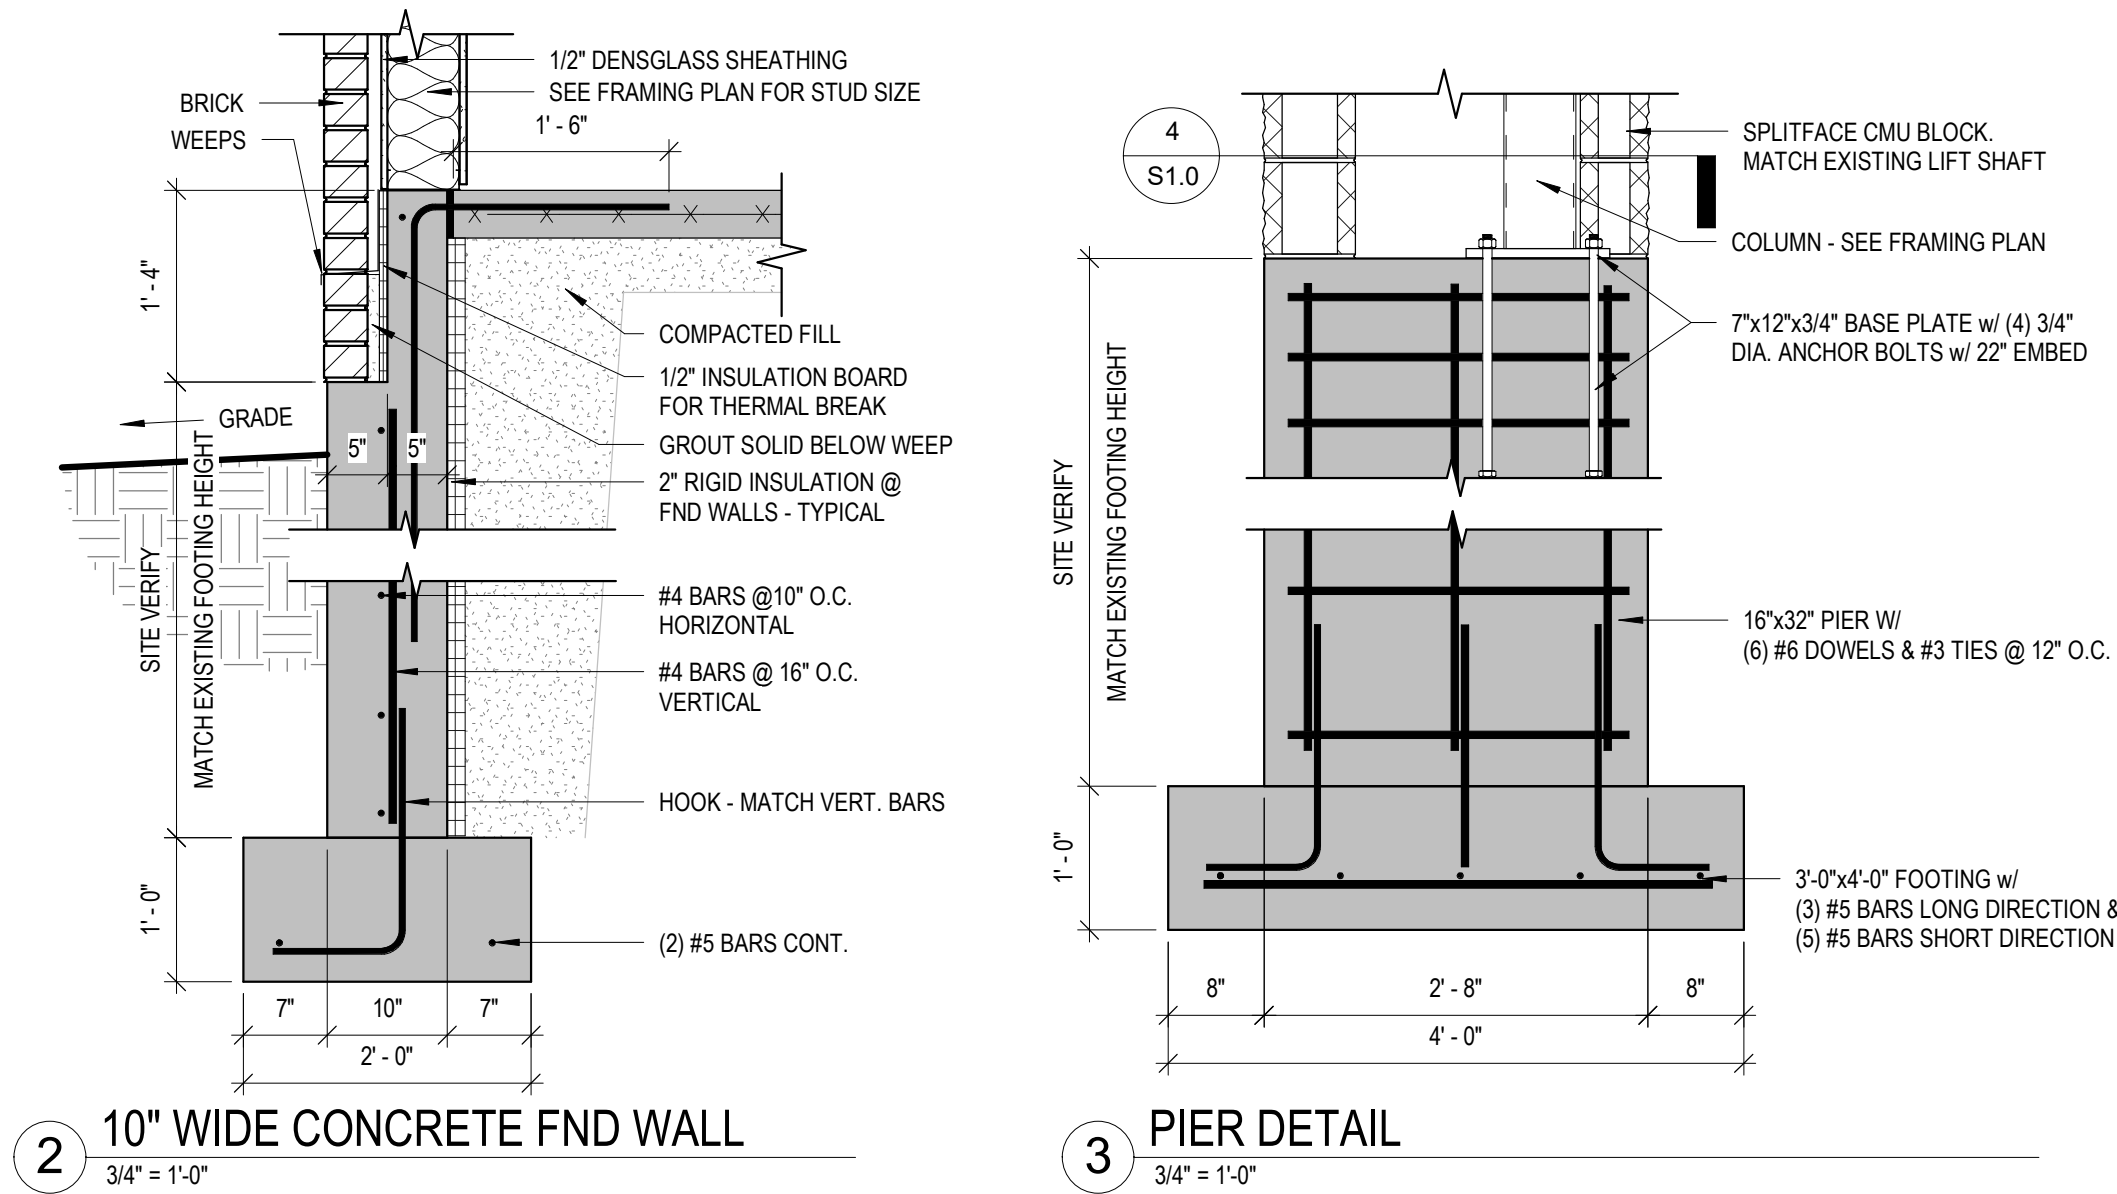 1/2" DENSGLASS SHEATHING
SEE FRAMING PLAN FOR STUD SIZE
1' - 6"
BRICK
WEEPS
1' - 4"
COMPACTED FILL
1/2" INSULATION BOARD
FOR THERMAL BREAK
GRADE
GROUT SOLID BELOW WEEP
5"
5"
2" RIGID INSULATION @
FND WALLS - TYPICAL
SITE VERIFY
MATCH EXISTING FOOTING HEIGHT
#4 BARS @10" O.C.
HORIZONTAL
#4 BARS @ 16" O.C.
VERTICAL
HOOK - MATCH VERT. BARS
1' - 0"
(2) #5 BARS CONT.
7"
10"
7"
2' - 0"
2
10" WIDE CONCRETE FND WALL
3/4" = 1'-0"
4
S1.0
SPLITFACE CMU BLOCK.
MATCH EXISTING LIFT SHAFT
COLUMN - SEE FRAMING PLAN
7"x12"x3/4" BASE PLATE w/ (4) 3/4"
DIA. ANCHOR BOLTS w/ 22" EMBED
SITE VERIFY
MATCH EXISTING FOOTING HEIGHT
16"x32" PIER W/
(6) #6 DOWELS & #3 TIES @ 12" O.C.
1' - 0"
3'-0"x4'-0" FOOTING w/
(3) #5 BARS LONG DIRECTION &
(5) #5 BARS SHORT DIRECTION
8"
2' - 8"
8"
4' - 0"
3
PIER DETAIL
3/4" = 1'-0"